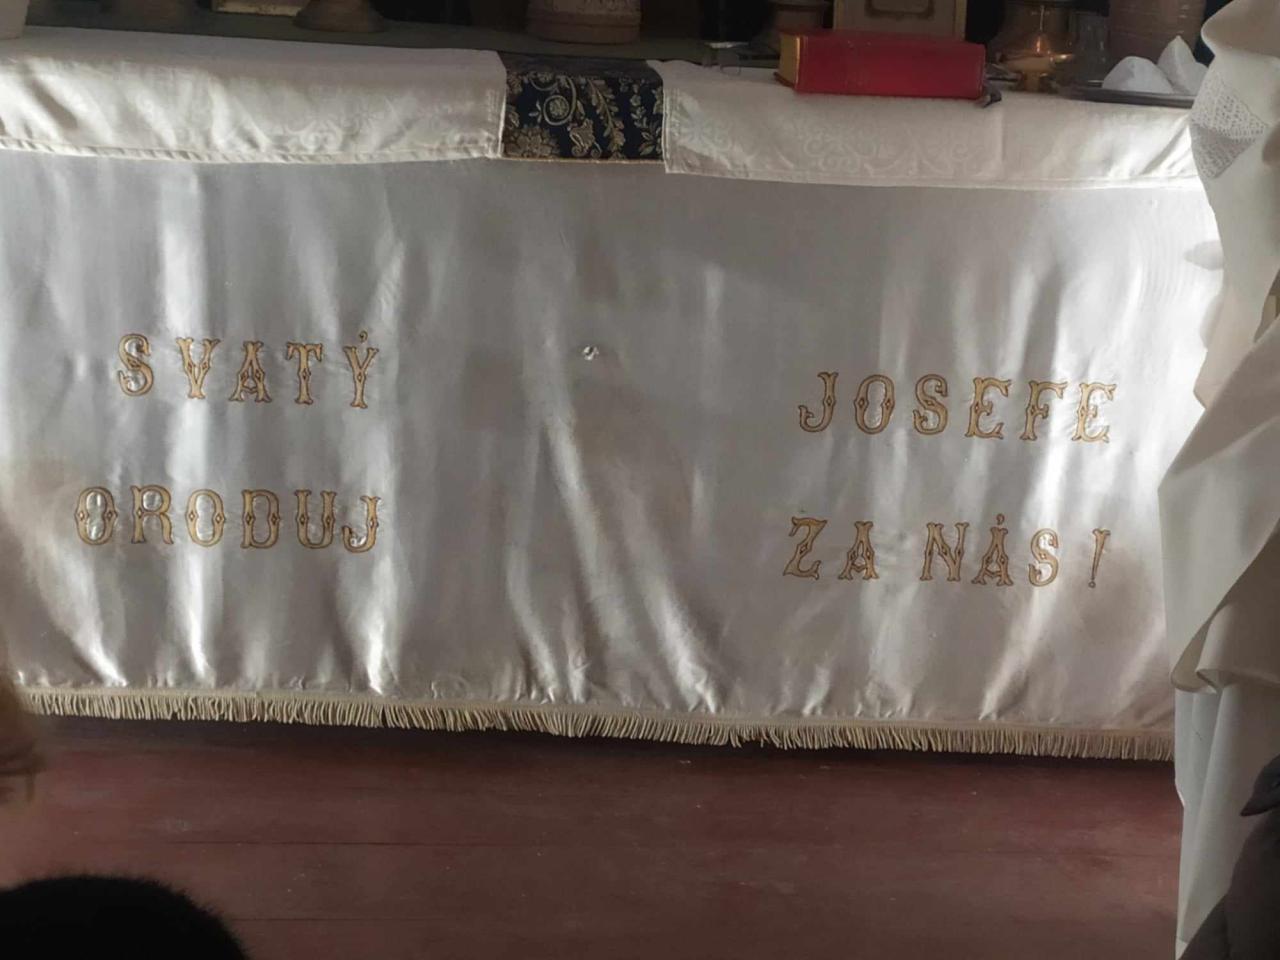 SVATÝ JOSEFE
ORODUJ ZA NÁS!